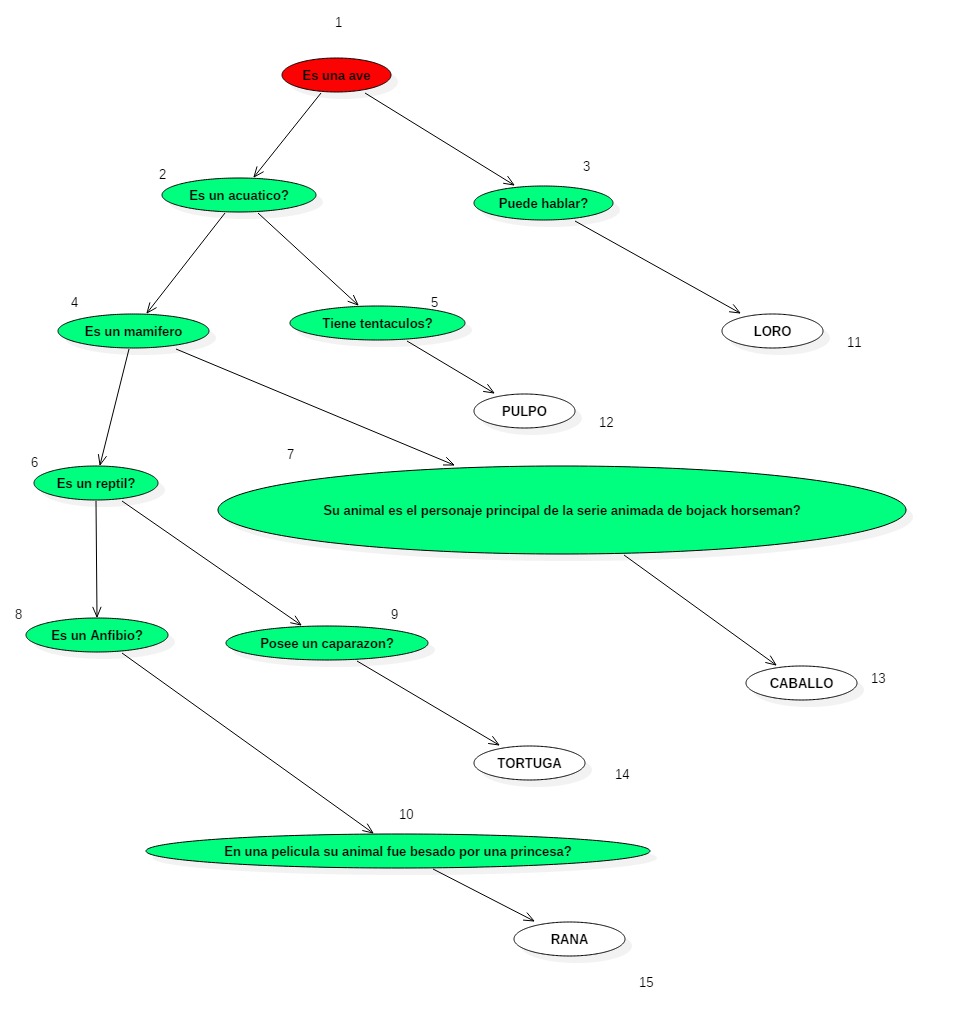 1
Es una ave
2
Es un acuatico?
3
Puede hablar?
4
Es un mamifero
5
Tiene tentaculos?
LORO
11
PULPO
12
6
Es un reptil?
7
Su animal es el personaje principal de la serie animada de bojack horseman?
8
Es un Anfibio?
9
Posee un caparazon?
CABALLO
13
TORTUGA
14
10
En una pelicula su animal fue besado por una princesa?
RANA
15